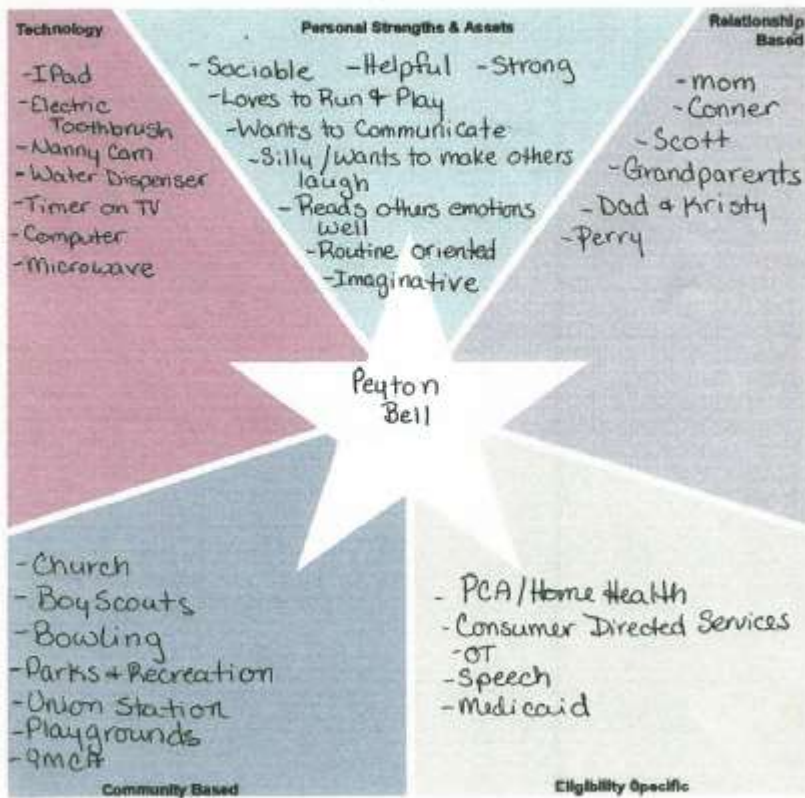 Technology
-IPad
-Electric
Toothbrush
-Nanny Cam
-Water Dispenser
-Timer on TV
-Computer
-Microwave
Personal Strengths & Assets
-Sociable -Helpful -Strong
-Loves to Run & Play
-Wants to Communicate
-Silly/Wants to make others
laugh
-Reads others emotions
well
-Routine oriented
-Imaginative
Relationship
Based
-mom
-Conner
-Scott
-Grandparents
-Dad & Kristy
-Perry
Peyton
Bell
-Church
-Boy Scouts
-Bowling
-Parks & Recreation
-Union Station
-Playgrounds
-YMCA
Community Based
- PCA/Home Health
-Consumer Directed Services
-OT
-Speech
-Medicaid
Eligibility Specific